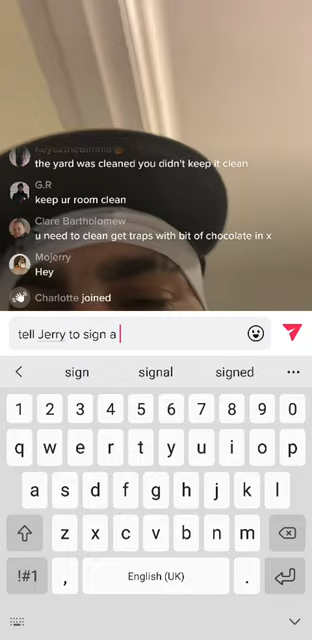 Keys2theBimma
the yard was cleaned you didn't keep it clean
G.R
keep ur room clean
Clare Bartholomew
u need to clean get traps with bit of chocolate in x
Mojerry
Hey
Charlotte joined
tell Jerry to sign a
sign signal signed
1 2 3 4 5 6 7 8 9 0
q w e r t y u i o p
a s d f g h j k l
z x c v b n m
!#1 , English (UK) .